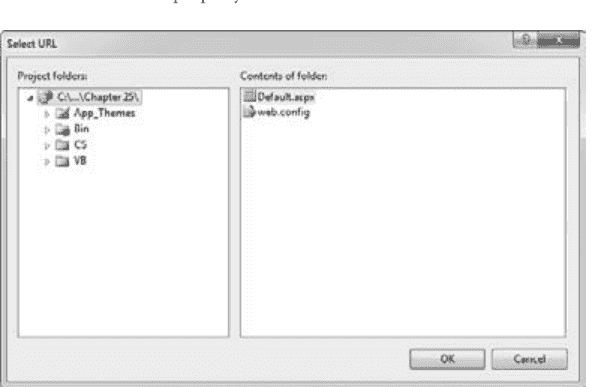 Select URL
Project folders:
Contents of folder:
C:\...\Chapter 25\
App_Themes
Bin
CS
VB
Default.aspx
web.config
OK
Cancel